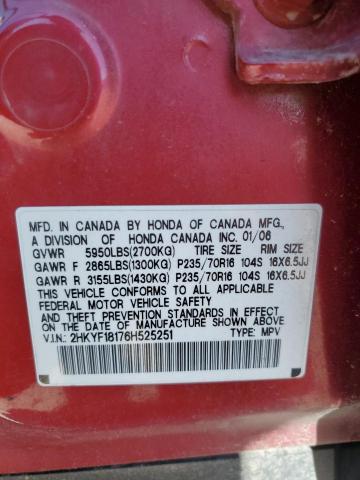 MFD. IN CANADA BY HONDA OF CANADA MFG.,
A DIVISION OF HONDA CANADA INC. 01/06
GVWR 5950LBS(2700KG) TIRE SIZE RIM SIZE
GAWR F 2865LBS(1300KG) P235/70R16 104S 16X6.5JJ
GAWR R 3155LBS(1430KG) P235/70R16 104S 16X6.5JJ
THIS VEHICLE CONFORMS TO ALL APPLICABLE
FEDERAL MOTOR VEHICLE SAFETY
AND THEFT PREVENTION STANDARDS IN EFFECT
ON THE DATE OF MANUFACTURE SHOWN ABOVE.
V.I.N.: 2HKYF18176H525251 TYPE: MPV